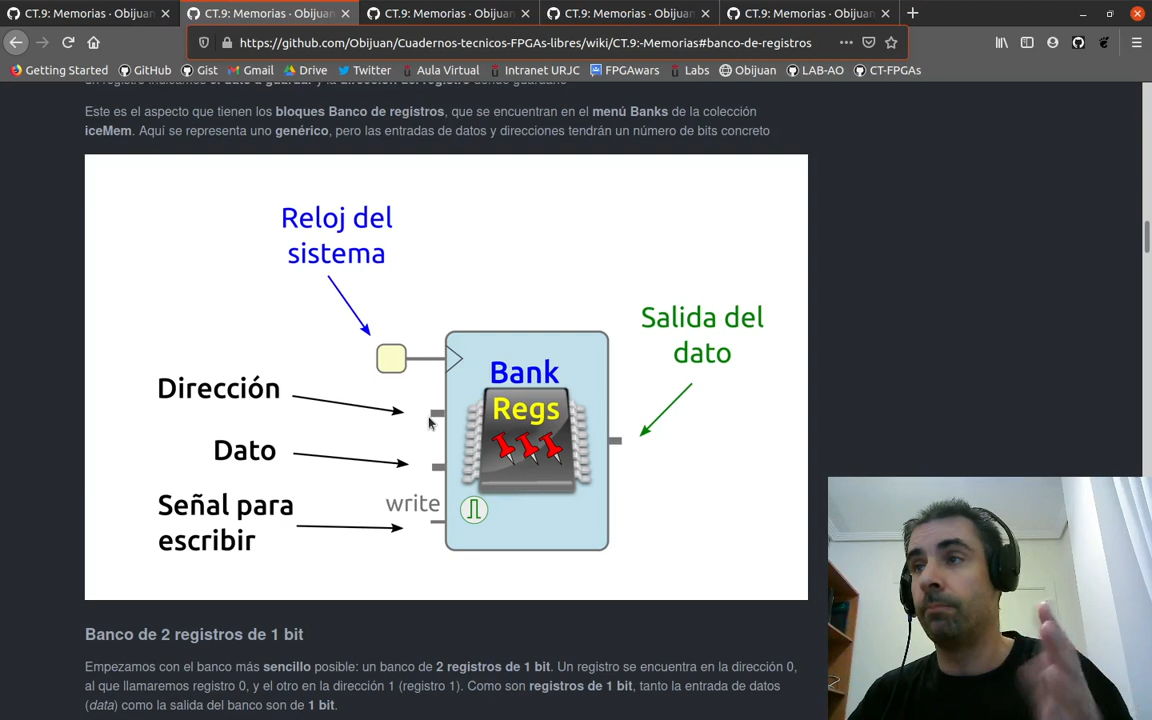 CT.9: Memorias · Obijuan
CT.9: Memorias · Obijuan
CT.9: Memorias · Obijuan
CT.9: Memorias · Obijuan
CT.9: Memorias · Obijuan
https://github.com/Obijuan/Cuadernos-tecnicos-FPGAs-libres/wiki/CT.9:-Memorias#banco-de-registros
Getting Started GitHub Gist Gmail Drive Twitter Aula Virtual Intranet URJC FPGAwars Labs Obijuan LAB-AO CT-FPGAs
Este es el aspecto que tienen los bloques Banco de registros, que se encuentran en el menú Banks de la colección
iceMem. Aquí se representa uno genérico, pero las entradas de datos y direcciones tendrán un número de bits concreto
Reloj del
sistema
Salida del
dato
Bank
Regs
Dirección
Dato
write
Señal para
escribir
Banco de 2 registros de 1 bit
Empezamos con el banco más sencillo posible: un banco de 2 registros de 1 bit. Un registro se encuentra en la dirección 0,
al que llamaremos registro 0, y el otro en la dirección 1 (registro 1). Como son registros de 1 bit, tanto la entrada de datos
(data) como la salida del banco son de 1 bit.